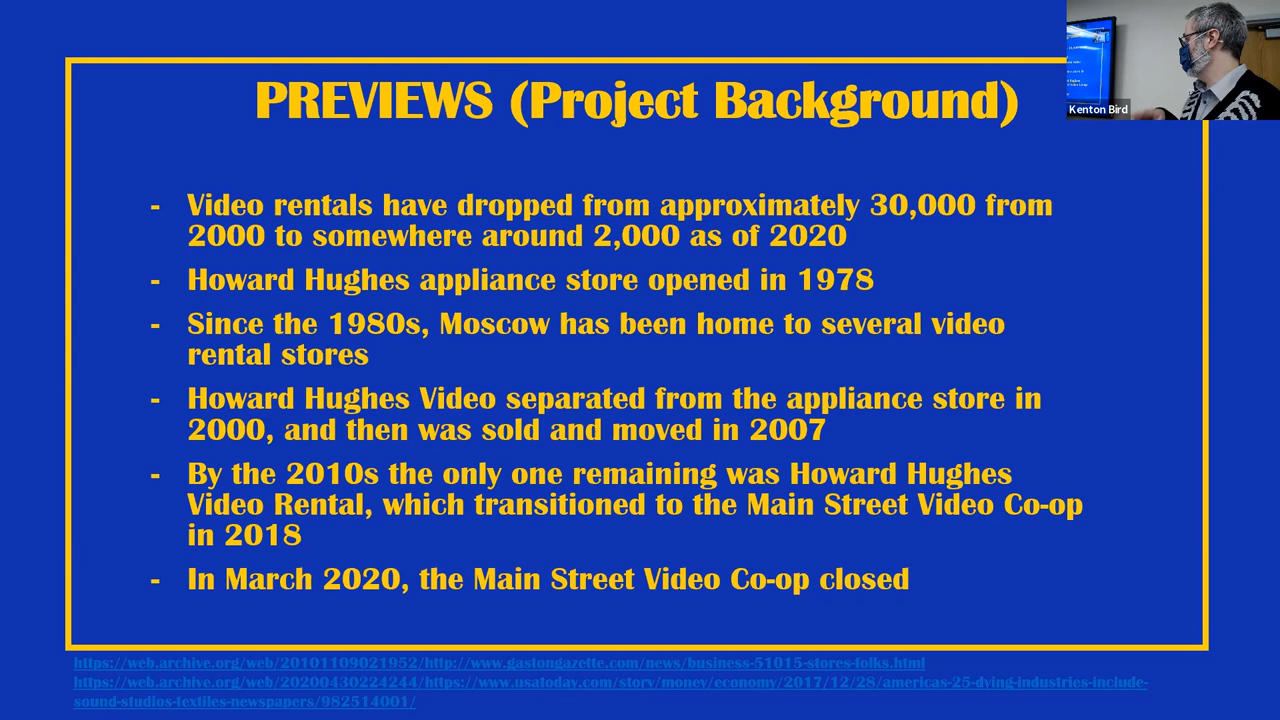 PREVIEWS (Project Background)
Kenton Bird
- Video rentals have dropped from approximately 30,000 from
2000 to somewhere around 2,000 as of 2020
- Howard Hughes appliance store opened in 1978
- Since the 1980s, Moscow has been home to several video
rental stores
- Howard Hughes Video separated from the appliance store in
2000, and then was sold and moved in 2007
- By the 2010s the only one remaining was Howard Hughes
Video Rental, which transitioned to the Main Street Video Co-op
in 2018
- In March 2020, the Main Street Video Co-op closed
https://web.archive.org/web/20101109021952/http://www.gastongazette.com/news/business-51015-stores-folks.html
https://web.archive.org/web/20200430224244/https://www.usatoday.com/story/money/economy/2017/12/28/americas-25-dying-industries-include-
sound-studios-textiles-newspapers/982514001/